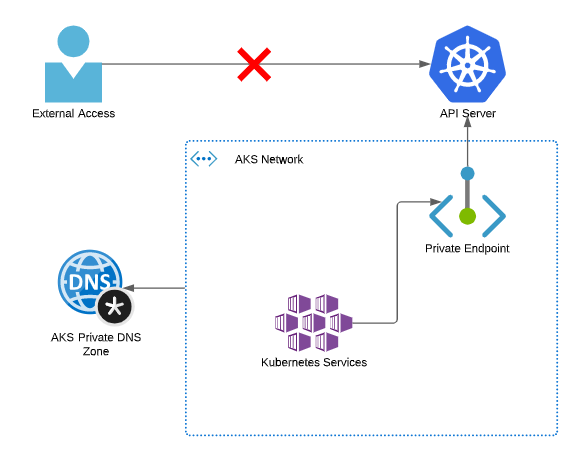 External Access
API Server
AKS Network
Private Endpoint
DNS
AKS Private DNS
Zone
Kubernetes Services